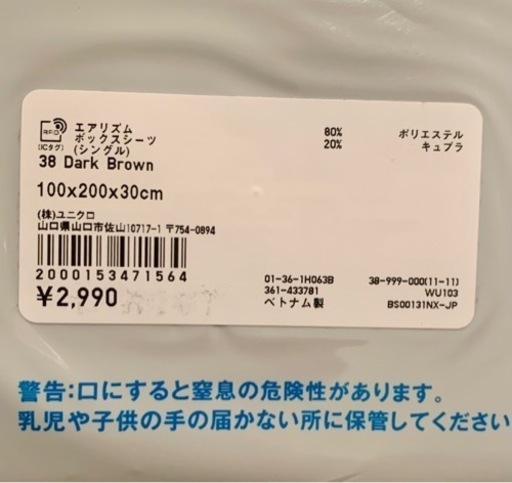 RFID
(ICタグ)
エアリズム
ボックスシーツ
(シングル)
38 Dark Brown
80% ポリエステル
20% キュプラ
100x200x30cm
(株)ユニクロ
山口県山口市佐山10717-1 〒754-0894
2000153471564
¥2,990
01-36-1H063B
361-433781
ベトナム製
38-999-000(11-11)
WU103
BS00131NX-JP
警告:口にすると窒息の危険性があります。
乳児や子供の手の届かない所に保管してください